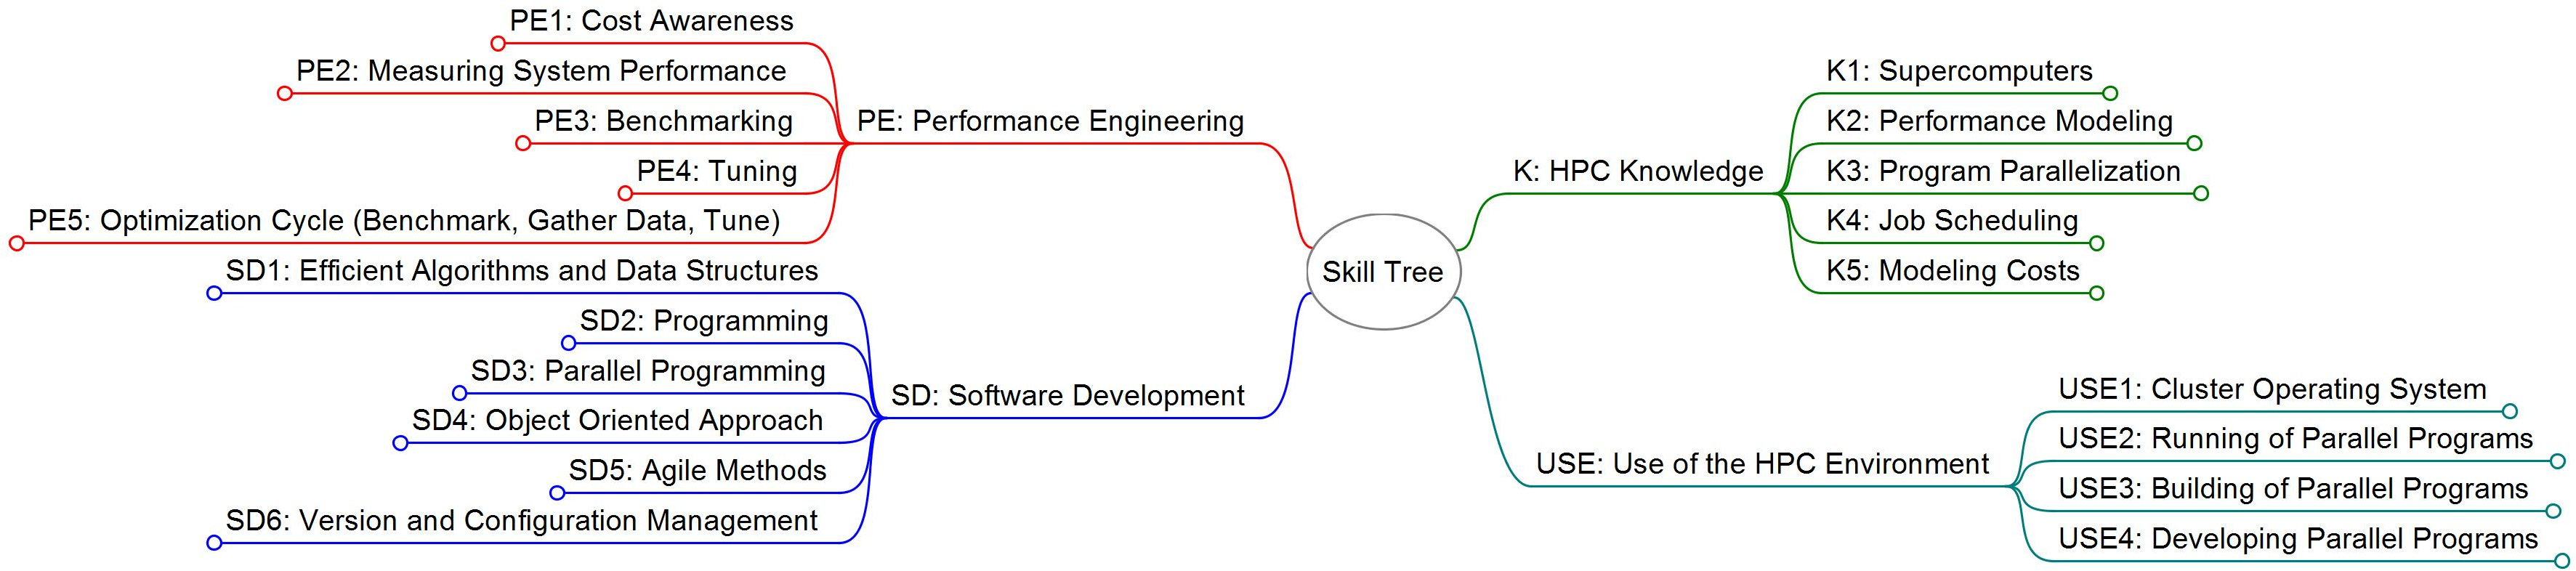 PE1: Cost Awareness
PE2: Measuring System Performance
PE3: Benchmarking
PE4: Tuning
PE5: Optimization Cycle (Benchmark, Gather Data, Tune)
PE: Performance Engineering
SD1: Efficient Algorithms and Data Structures
SD2: Programming
SD3: Parallel Programming
SD4: Object Oriented Approach
SD5: Agile Methods
SD6: Version and Configuration Management
SD: Software Development
Skill Tree
K: HPC Knowledge
K1: Supercomputers
K2: Performance Modeling
K3: Program Parallelization
K4: Job Scheduling
K5: Modeling Costs
USE: Use of the HPC Environment
USE1: Cluster Operating System
USE2: Running of Parallel Programs
USE3: Building of Parallel Programs
USE4: Developing Parallel Programs